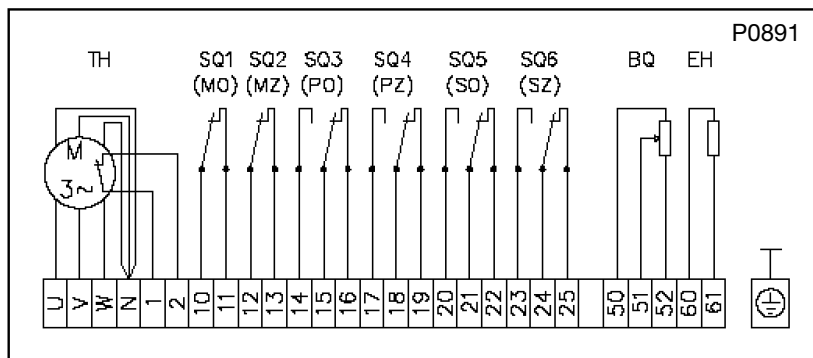 P0891
TH SQ1 SQ2 SQ3 SQ4 SQ5 SQ6 BQ EH
(MO) (MZ) (PO) (PZ) (SO) (SZ)
M
3~
U V W N 1 2 10 11 12 13 14 15 16 17 18 19 20 21 22 23 24 25 50 51 52 60 61